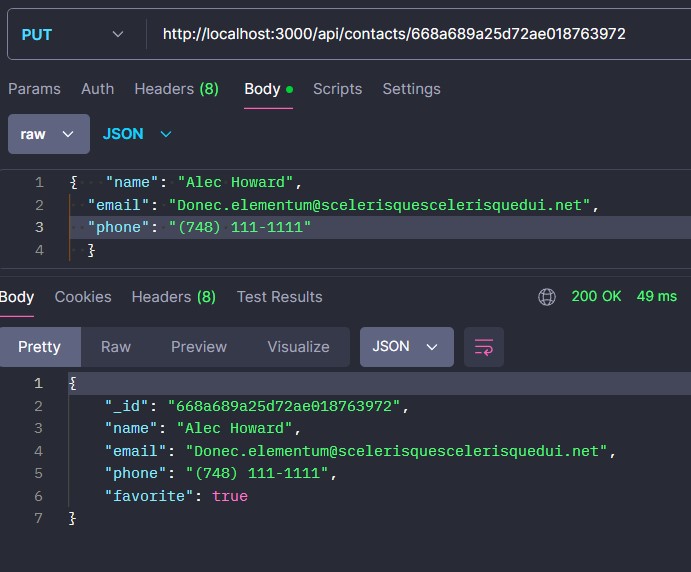 PUT http://localhost:3000/api/contacts/668a689a25d72ae018763972
Params Auth Headers (8) Body Scripts Settings
raw JSON
1 { "name": "Alec Howard",
2 "email": "Donec.elementum@scelerisquescelerisquedui.net",
3 "phone": "(748) 111-1111"
4 }
Body Cookies Headers (8) Test Results 200 OK 49 ms
Pretty Raw Preview Visualize JSON
1 {
2 "_id": "668a689a25d72ae018763972",
3 "name": "Alec Howard",
4 "email": "Donec.elementum@scelerisquescelerisquedui.net",
5 "phone": "(748) 111-1111",
6 "favorite": true
7 }